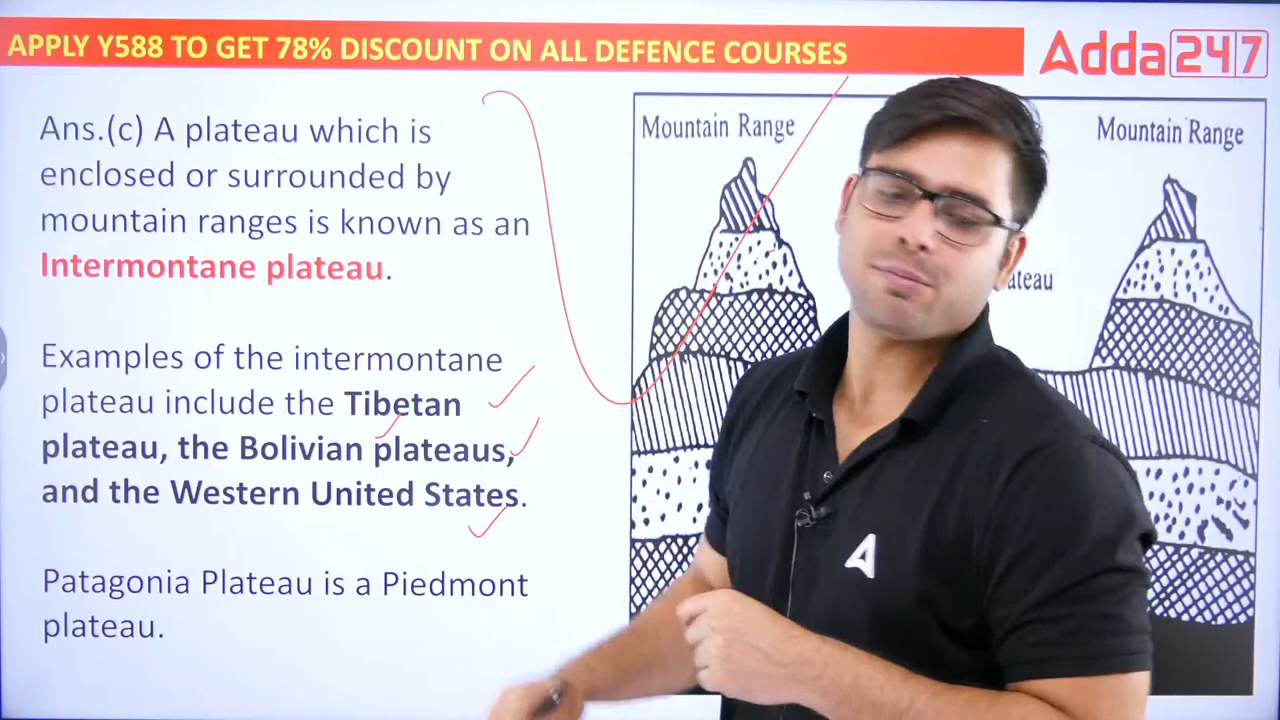 APPLY Y588 TO GET 78% DISCOUNT ON ALL DEFENCE COURSES
Adda247
Ans.(c) A plateau which is
enclosed or surrounded by
mountain ranges is known as an
Intermontane plateau.
Examples of the intermontane
plateau include the Tibetan
plateau, the Bolivian plateaus,
and the Western United States.
Patagonia Plateau is a Piedmont
plateau.
Mountain Range
Mountain Range
ateau